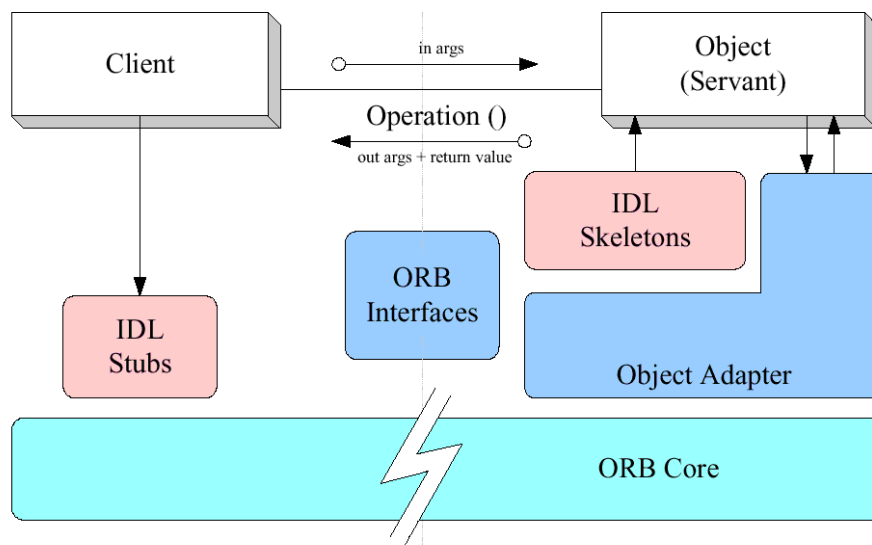 Client
in args
Object
(Servant)
Operation ()
out args + return value
IDL
Skeletons
ORB
Interfaces
IDL
Stubs
Object Adapter
ORB Core